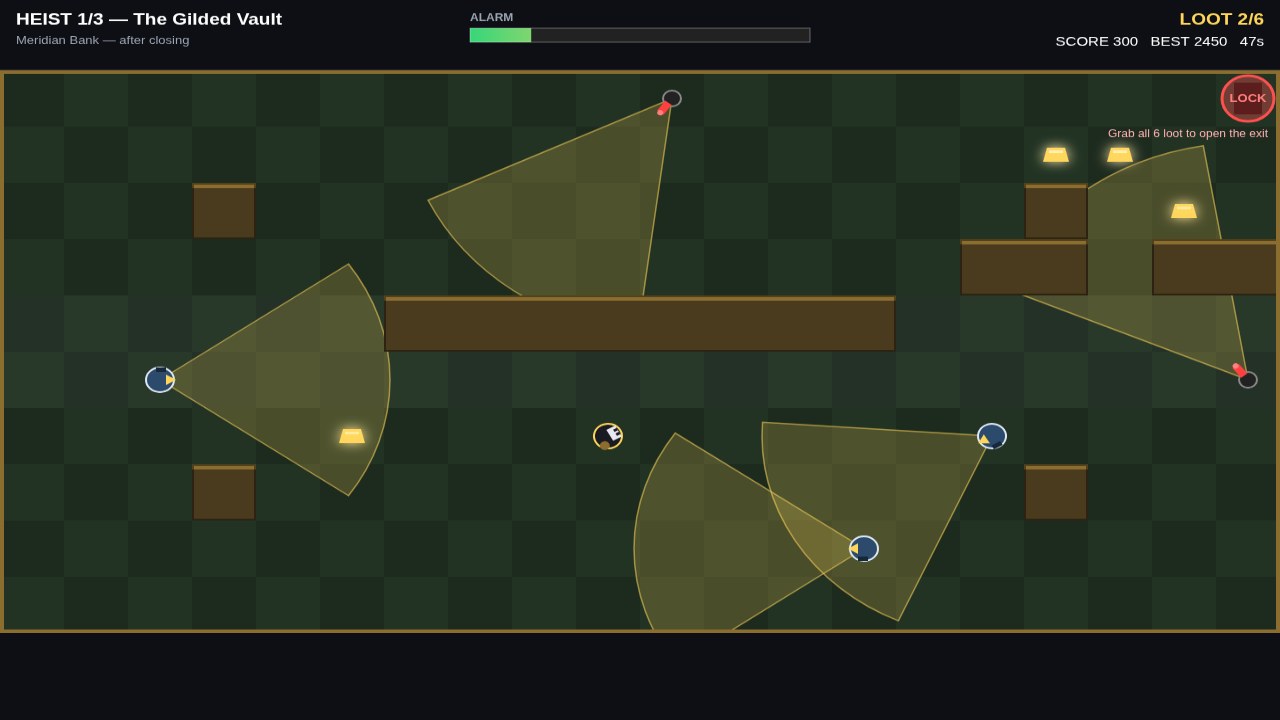 HEIST 1/3 — The Gilded Vault
Meridian Bank — after closing
ALARM
LOOT 2/6
SCORE 300 BEST 2450 47s
LOCK
Grab all 6 loot to open the exit